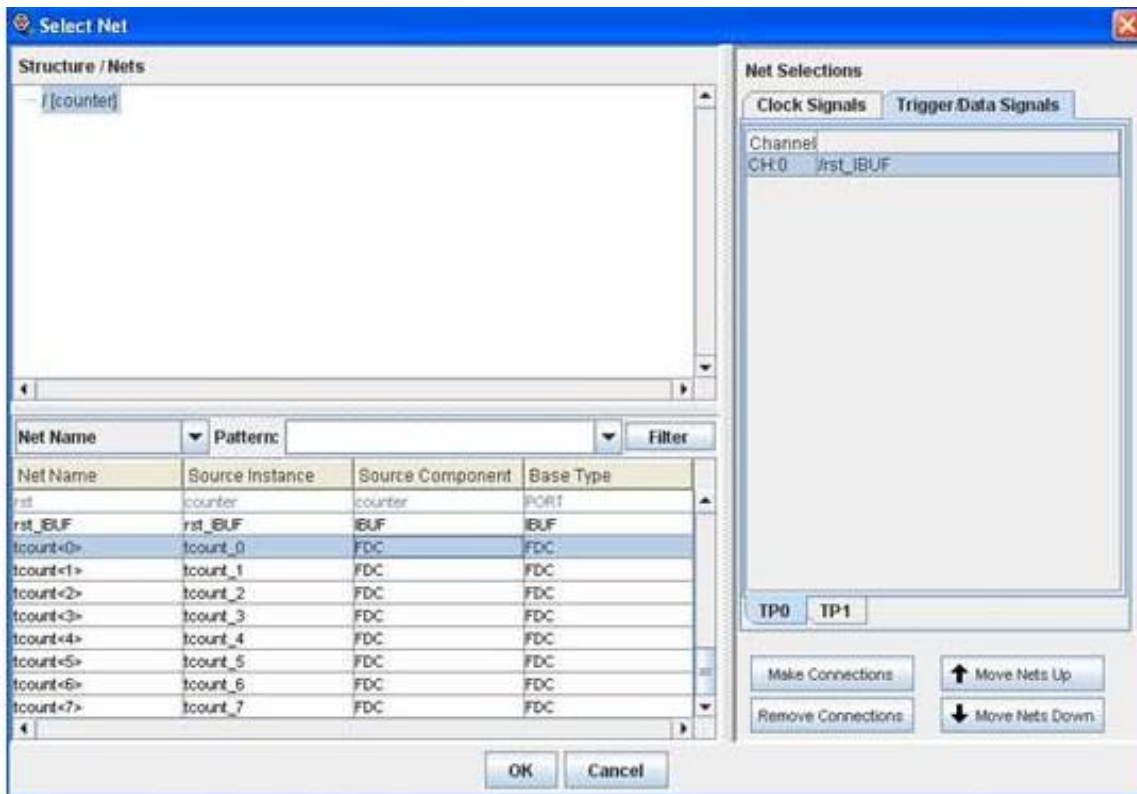 Select Net
Structure / Nets
/ [counter]
Net Name Pattern: Filter
Net Name Source Instance Source Component Base Type
rst counter counter PORT
rst_IBUF rst_IBUF IBUF IBUF
tcount<0> tcount_0 FDC FDC
tcount<1> tcount_1 FDC FDC
tcount<2> tcount_2 FDC FDC
tcount<3> tcount_3 FDC FDC
tcount<4> tcount_4 FDC FDC
tcount<5> tcount_5 FDC FDC
tcount<6> tcount_6 FDC FDC
tcount<7> tcount_7 FDC FDC
Net Selections
Clock Signals Trigger/Data Signals
Channel
CH:0 /rst_IBUF
TP0 TP1
Make Connections Move Nets Up
Remove Connections Move Nets Down
OK Cancel